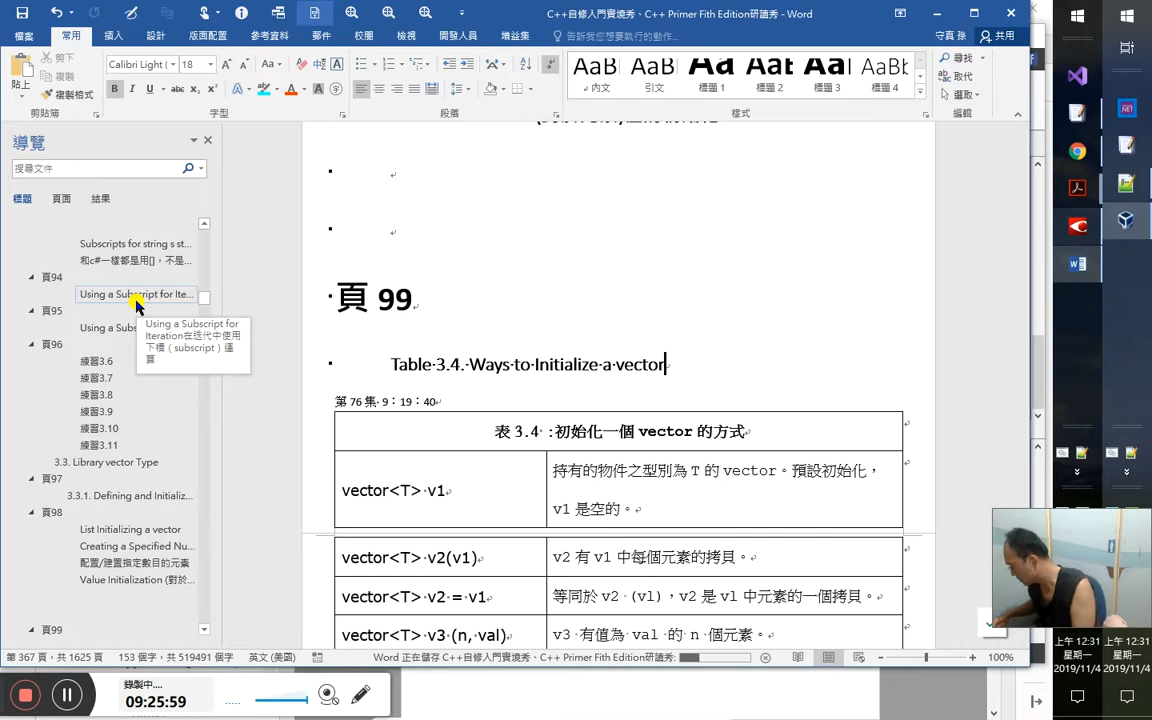 C++自修入門實境秀、C++ Primer Fith Edition研讀秀 - Word
檔案 常用 插入 設計 版面配置 參考資料 郵件 校閱 檢視 開發人員 增益集 告訴我您想要執行的動作... 守真 孫 共用
貼上 剪下 複製 複製格式 剪貼簿
Calibri Light ( 18 字型
段落
AaB AaB AaB AaB AaB AaBb
內文 引文 標題 1 標題 2 標題 3 標題 4
樣式
尋找 取代 選取 編輯
導覽
搜尋文件
標題 頁面 結果
Subscripts for string s st...
和c#一樣都是用[]，不是...
頁94
Using a Subscript for Ite...
頁95
Using a Subs
Using a Subscript for
Iteration在迭代中使用
下標（subscript）運
算
頁96
練習3.6
練習3.7
練習3.8
練習3.9
練習3.10
練習3.11
3.3. Library vector Type
頁97
3.3.1. Defining and Initializ...
頁98
List Initializing a vector
Creating a Specified Nu...
配置/建置指定數目的元素
Value Initialization (對於...
頁99
頁 99
Table 3.4. Ways to Initialize a vector
第 76 集 9：19：40
表 3.4 :初始化一個 vector 的方式
vector<T> v1 持有的物件之型別為 T 的 vector。預設初始化，
v1 是空的。
vector<T> v2(v1) v2 有 v1 中每個元素的拷貝。
vector<T> v2 = v1 等同於 v2 (vl)，v2 是 vl 中元素的一個拷貝。
vector<T> v3 (n, val) v3 有值為 val 的 n 個元素。
第 367 頁，共 1625 頁 153 個字，共 519491 個字 英文 (美國) Word 正在儲存 C++自修入門實境秀、C++ Primer Fith Edition研讀秀: 100%
錄製中....
09:25:59
上午 12:31 上午 12:31
星期一 星期一
2019/11/4 2019/11/4